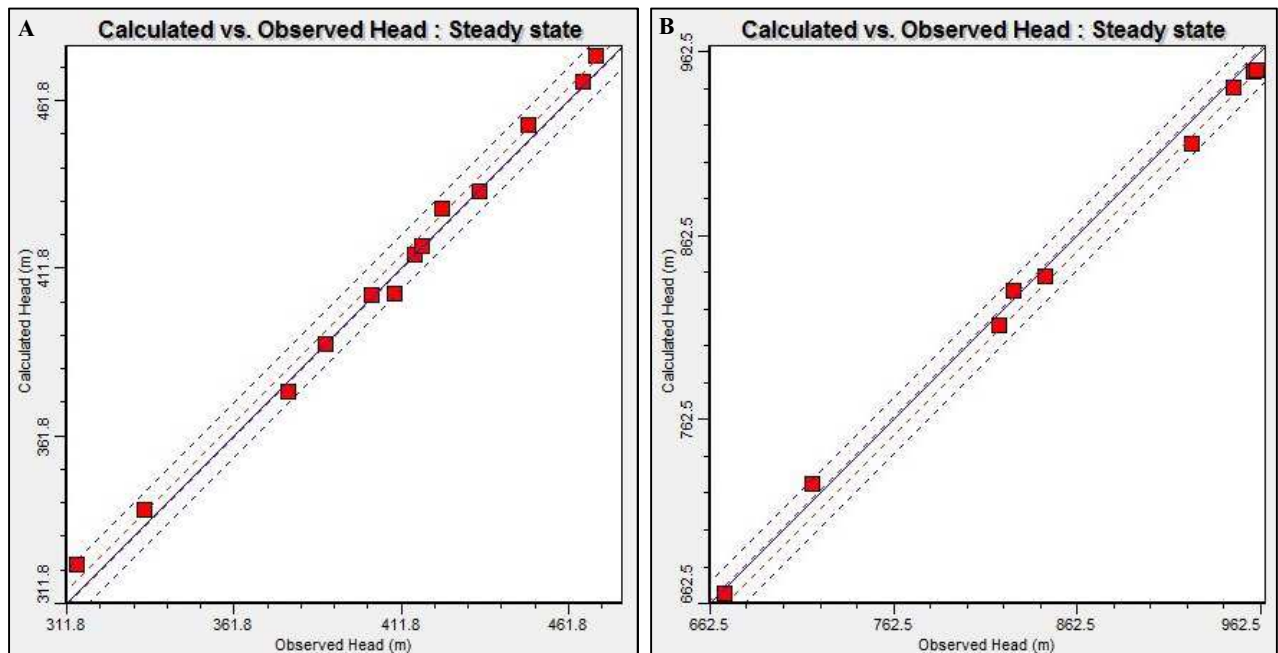 A
Calculated vs. Observed Head : Steady state
Calculated Head (m)
461.8
411.8
361.8
311.8
311.8 361.8 411.8 461.8
Observed Head (m)
B
Calculated vs. Observed Head : Steady state
Calculated Head (m)
962.5
862.5
762.5
662.5
662.5 762.5 862.5 962.5
Observed Head (m)